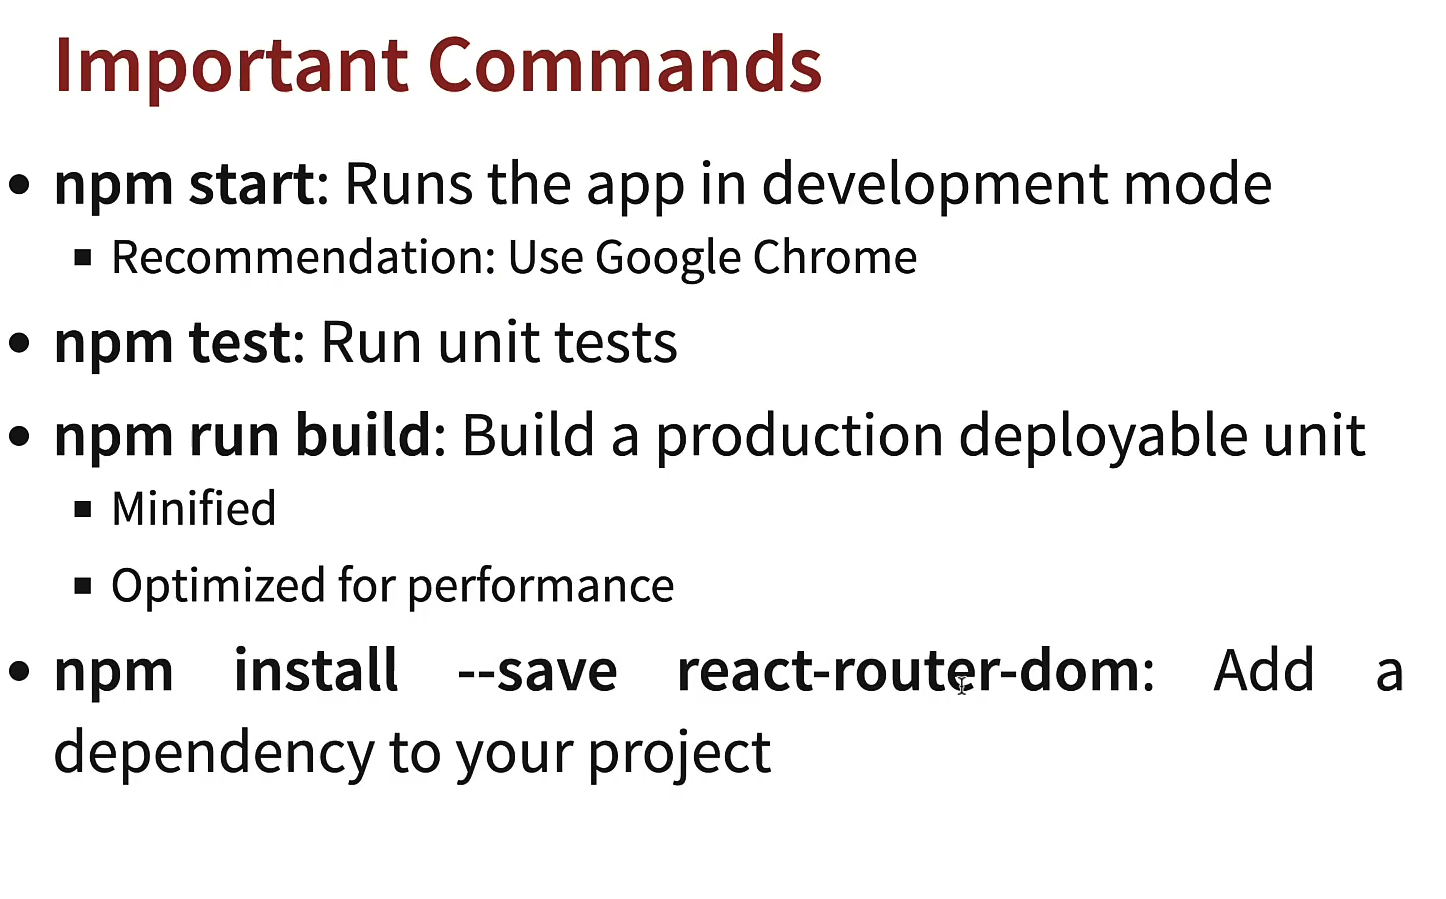 Important Commands
• npm start: Runs the app in development mode
▪ Recommendation: Use Google Chrome
• npm test: Run unit tests
• npm run build: Build a production deployable unit
▪ Minified
▪ Optimized for performance
• npm install --save react-router-dom: Add a
dependency to your project